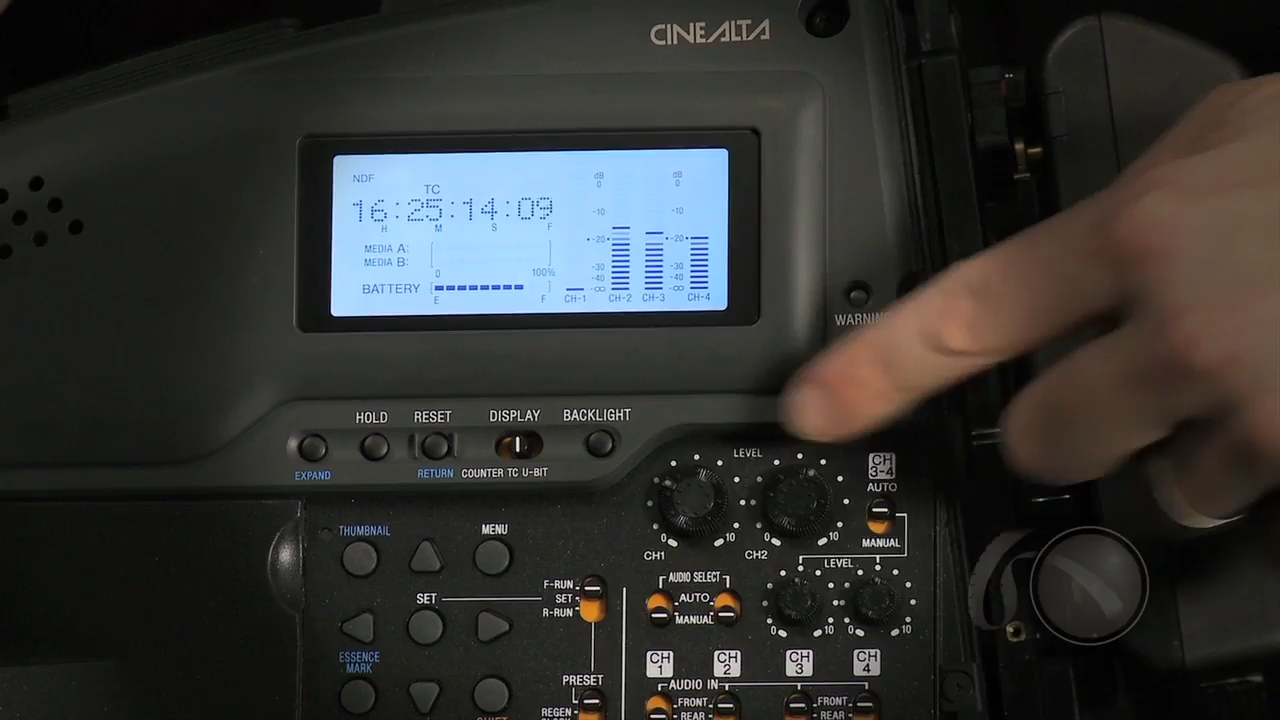 CINEALTA
NDF
TC
16:25:14:09
H M S F
MEDIA A:
MEDIA B:
0 100%
BATTERY
E F
dB dB
0 0
-10 -10
-20 -20
-30 -30
-40 -40
-∞ -∞
CH-1 CH-2 CH-3 CH-4
WARNING
HOLD RESET DISPLAY BACKLIGHT
EXPAND RETURN COUNTER TC U-BIT
LEVEL
CH 3-4
AUTO
MANUAL
0 10 0 10
CH1 CH2
LEVEL
0 10 0 10
THUMBNAIL MENU
SET
F-RUN
SET
R-RUN
AUDIO SELECT
AUTO
MANUAL
ESSENCE
MARK
PRESET
REGEN
CH 1 CH 2 CH 3 CH 4
AUDIO IN
FRONT FRONT
REAR REAR